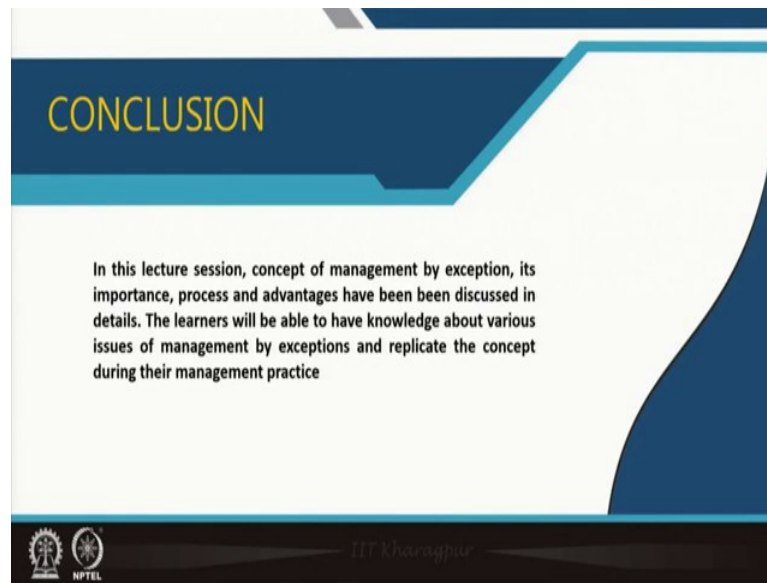 CONCLUSION
In this lecture session, concept of management by exception, its
importance, process and advantages have been been discussed in
details. The learners will be able to have knowledge about various
issues of management by exceptions and replicate the concept
during their management practice
IIT Kharagpur
NPTEL